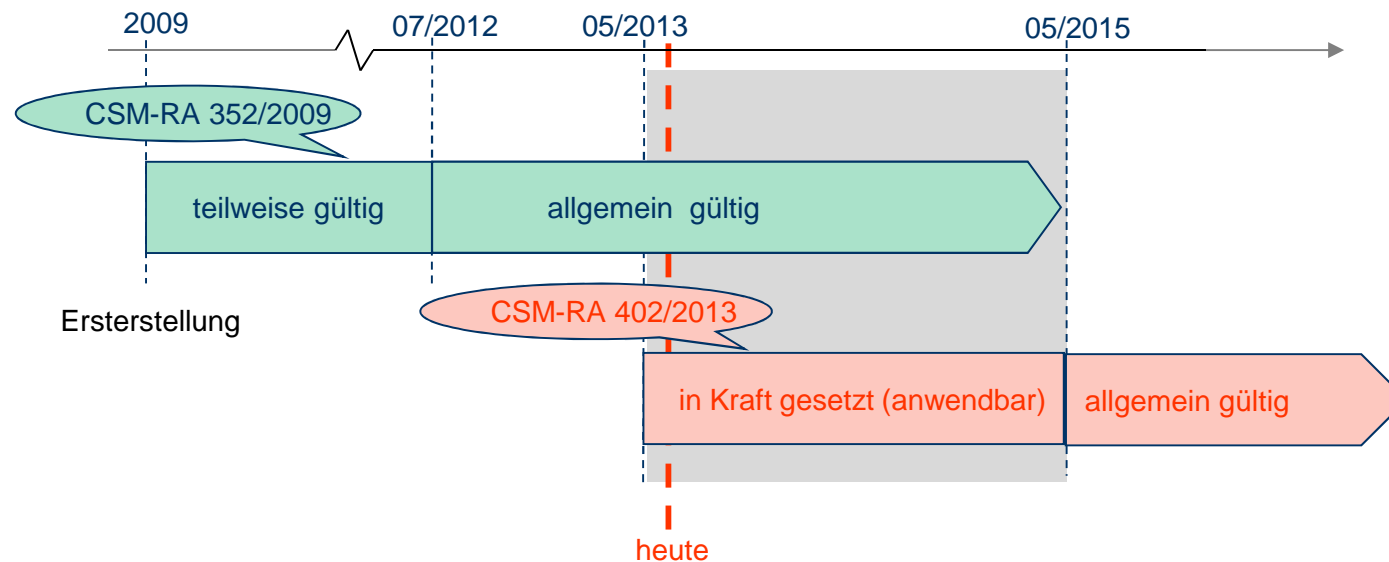 2009
07/2012
05/2013
05/2015
CSM-RA 352/2009
teilweise gültig
allgemein gültig
CSM-RA 402/2013
Ersterstellung
in Kraft gesetzt (anwendbar)
allgemein gültig
heute